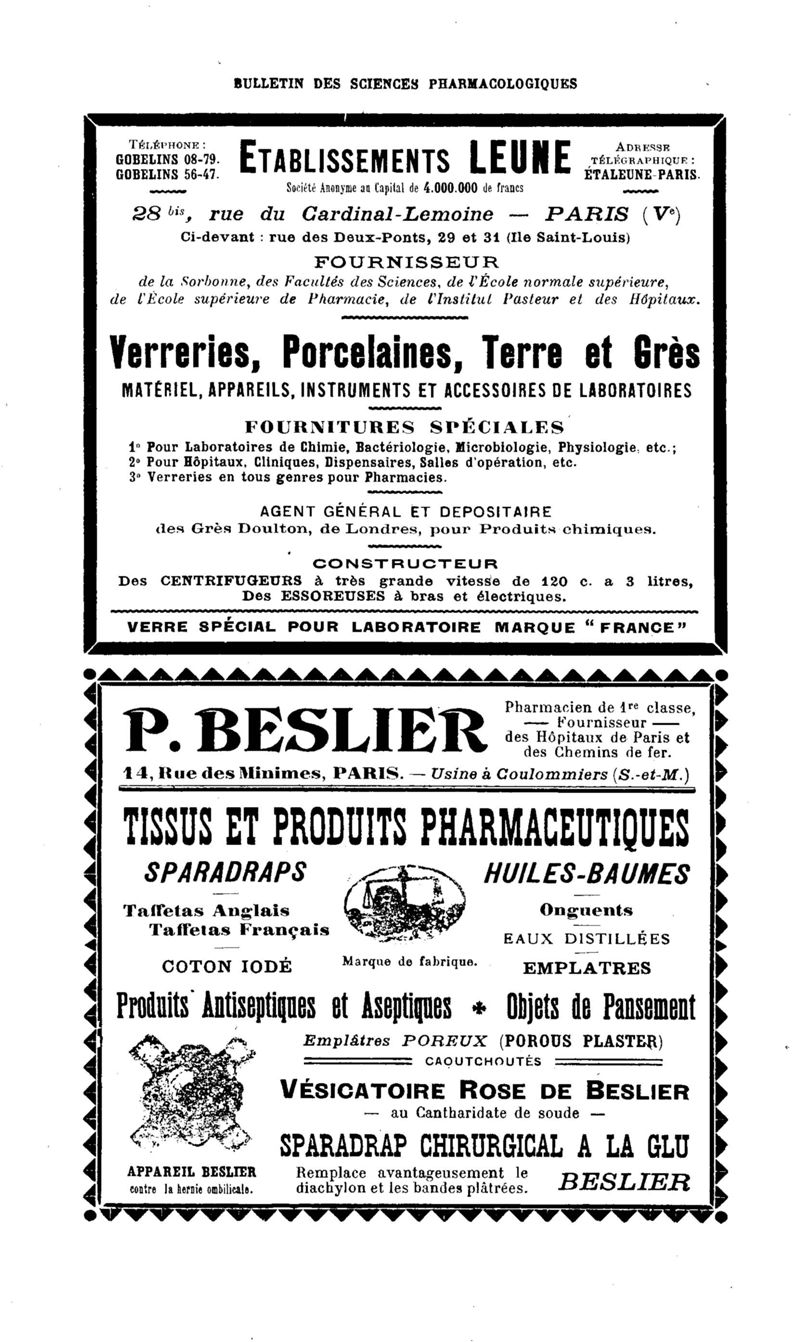 BULLETIN DES SCIENCES PHARMACOLOGIQUES
TÉLÉPHONE :
GOBELINS 08-79.
GOBELINS 56-47.
ETABLISSEMENTS LEUNE
Société Anonyme au Capital de 4.000.000 de francs
ADRESSE
TÉLÉGRAPHIQUE :
ÉTALEUNE-PARIS.
28 bis, rue du Cardinal-Lemoine — PARIS (Ve)
Ci-devant : rue des Deux-Ponts, 29 et 31 (Ile Saint-Louis)
FOURNISSEUR
de la Sorbonne, des Facultés des Sciences, de l'École normale supérieure,
de l'École supérieure de Pharmacie, de l'Institut Pasteur et des Hôpitaux.
Verreries, Porcelaines, Terre et Grès
MATÉRIEL, APPAREILS, INSTRUMENTS ET ACCESSOIRES DE LABORATOIRES
FOURNITURES SPÉCIALES
1° Pour Laboratoires de Chimie, Bactériologie, Microbiologie, Physiologie, etc.;
2° Pour Hôpitaux, Cliniques, Dispensaires, Salles d'opération, etc.
3° Verreries en tous genres pour Pharmacies.
AGENT GÉNÉRAL ET DEPOSITAIRE
des Grès Doulton, de Londres, pour Produits chimiques.
CONSTRUCTEUR
Des CENTRIFUGEURS à très grande vitesse de 120 c. a 3 litres,
Des ESSOREUSES à bras et électriques.
VERRE SPÉCIAL POUR LABORATOIRE MARQUE “ FRANCE ”
P. BESLIER
Pharmacien de 1re classe,
— Fournisseur —
des Hôpitaux de Paris et
des Chemins de fer.
14, Rue des Minimes, PARIS. — Usine à Coulommiers (S.-et-M.)
TISSUS ET PRODUITS PHARMACEUTIQUES
SPARADRAPS
Taffetas Anglais
Taffetas Français
COTON IODÉ
Marque de fabrique.
HUILES-BAUMES
Onguents
EAUX DISTILLÉES
EMPLATRES
Produits Antiseptiques et Aseptiques ✦ Objets de Pansement
Emplâtres POREUX (POROUS PLASTER)
CAOUTCHOUTÉS
VÉSICATOIRE ROSE DE BESLIER
— au Cantharidate de soude —
SPARADRAP CHIRURGICAL A LA GLU
APPAREIL BESLIER
contre la hernie ombilicale.
Remplace avantageusement le
diachylon et les bandes plâtrées.
BESLIER